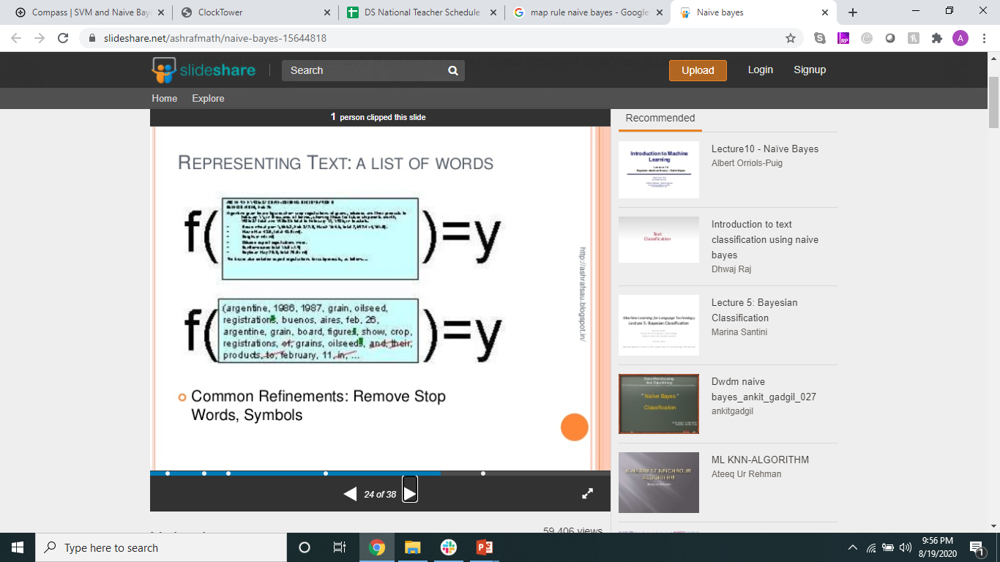 Compass | SVM and Naive Bay
ClockTower
DS National Teacher Schedule
map rule naive bayes - Google
Naive bayes
slideshare.net/ashrafmath/naive-bayes-15644818
RP
A
slideshare
Search
Upload
Login
Signup
Home
Explore
1 person clipped this slide
REPRESENTING TEXT: A LIST OF WORDS
f(
)=y
f(
(argentine, 1986, 1987, grain, oilseed,
registrations, buenos, aires, feb, 26,
argentine, grain, board, figures, show, crop,
registrations, of, grains, oilseeds, and, their,
products, to, february, 11, in, ...
)=y
http://ashrafsau.blogspot.in/
Common Refinements: Remove Stop
Words, Symbols
24 of 38
59,406 views
Recommended
Introduction to Machine
Learning
Lecture10 - Naïve Bayes
Albert Orriols-Puig
Text
Classification
Introduction to text
classification using naive
bayes
Dhwaj Raj
Machine Learning for Language Technology
Lecture 5: Bayesian Classification
Lecture 5: Bayesian
Classification
Marina Santini
Data Warehousing
And Data Mining
" Naïve Bayes "
Classification
Dwdm naive
bayes_ankit_gadgil_027
ankitgadgil
K-NEAREST NEIGHBOUR
ALGORITHM
ML KNN-ALGORITHM
Ateeq Ur Rehman
Type here to search
9:56 PM
8/19/2020
1